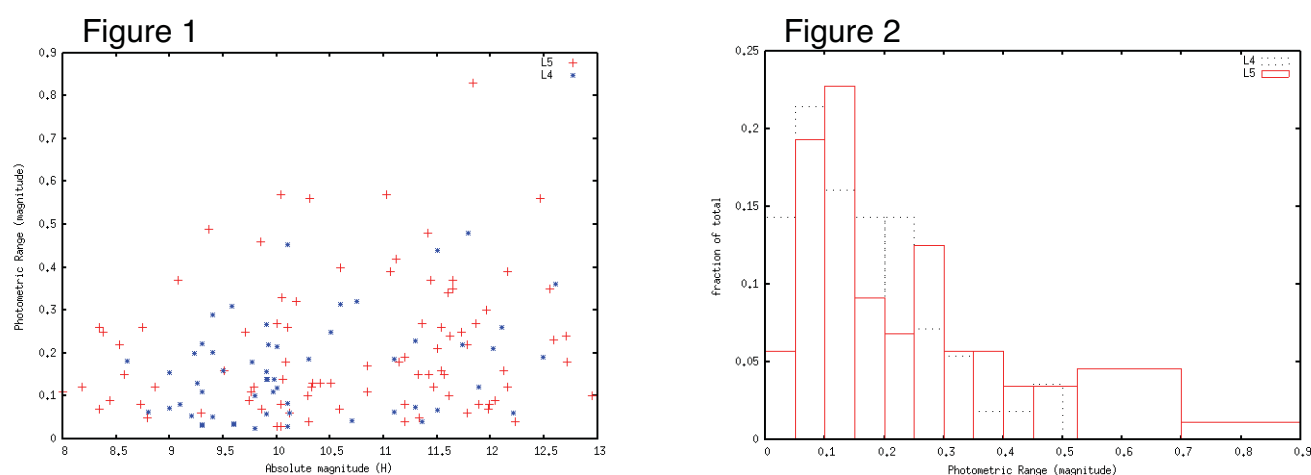 Figure 1
L5
L4
Photometric Range (magnitude)
0.9
0.8
0.7
0.6
0.5
0.4
0.3
0.2
0.1
0
8 8.5 9 9.5 10 10.5 11 11.5 12 12.5 13
Absolute magnitude (H)
Figure 2
L4
L5
fraction of total
0.25
0.2
0.15
0.1
0.05
0
0 0.1 0.2 0.3 0.4 0.5 0.6 0.7 0.8 0.9
Photometric Range (magnitude)